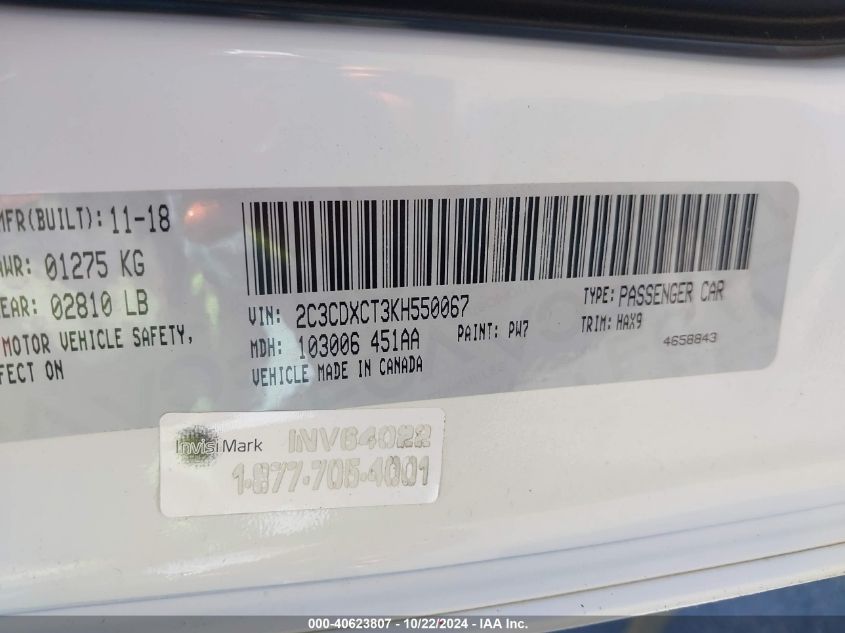 MFR(BUILT): 11-18
AWR: 01275 KG
EAR: 02810 LB
MOTOR VEHICLE SAFETY,
FECT ON
VIN: 2C3CDXCT3KH550067
TYPE: PASSENGER CAR
MDH: 103006 451AA
PAINT: PW7
TRIM: HAX9
VEHICLE MADE IN CANADA
4658843
InvisiMark INV64022
1-877-705-4001
000-40623807 - 10/22/2024 - IAA Inc.